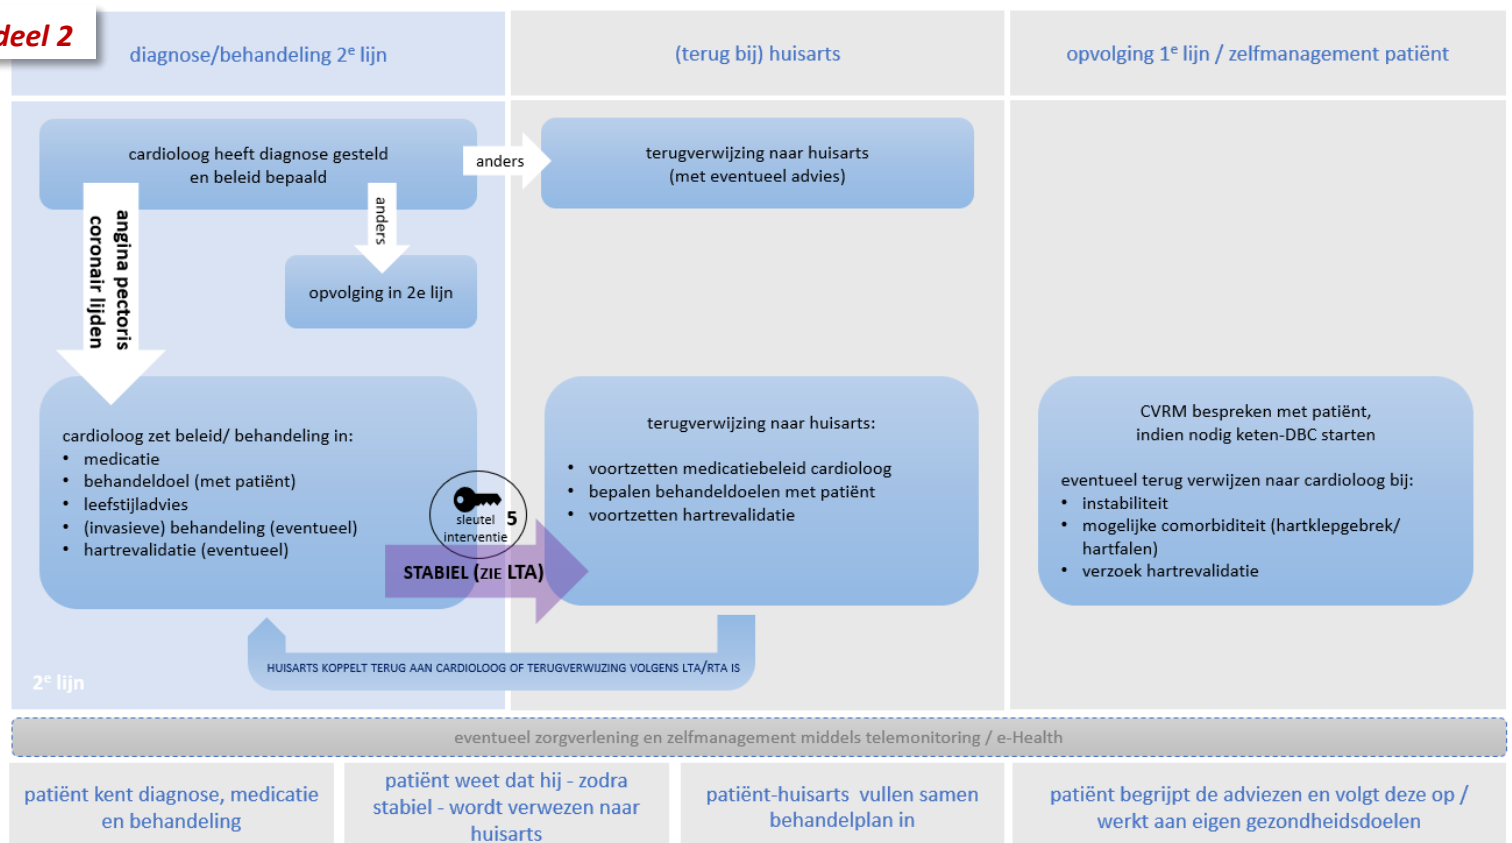 deel 2
diagnose/behandeling 2e lijn
(terug bij) huisarts
opvolging 1e lijn / zelfmanagement patiënt
cardioloog heeft diagnose gesteld
en beleid bepaald
anders
terugverwijzing naar huisarts
(met eventueel advies)
angina pectoris
coronair lijden
anders
opvolging in 2e lijn
cardioloog zet beleid/ behandeling in:
• medicatie
• behandeldoel (met patiënt)
• leefstijladvies
• (invasieve) behandeling (eventueel)
• hartrevalidatie (eventueel)
sleutel 5
interventie
STABIEL (ZIE LTA)
terugverwijzing naar huisarts:
• voortzetten medicatiebeleid cardioloog
• bepalen behandeldoelen met patiënt
• voortzetten hartrevalidatie
CVRM bespreken met patiënt,
indien nodig keten-DBC starten
eventueel terug verwijzen naar cardioloog bij:
• instabiliteit
• mogelijke comorbiditeit (hartklepgebrek/
hartfalen)
• verzoek hartrevalidatie
HUISARTS KOPPELT TERUG AAN CARDIOLOOG OF TERUGVERWIJZING VOLGENS LTA/RTA IS
2e lijn
eventueel zorgverlening en zelfmanagement middels telemonitoring / e-Health
patiënt kent diagnose, medicatie
en behandeling
patiënt weet dat hij - zodra
stabiel - wordt verwezen naar
huisarts
patiënt-huisarts vullen samen
behandelplan in
patiënt begrijpt de adviezen en volgt deze op /
werkt aan eigen gezondheidsdoelen